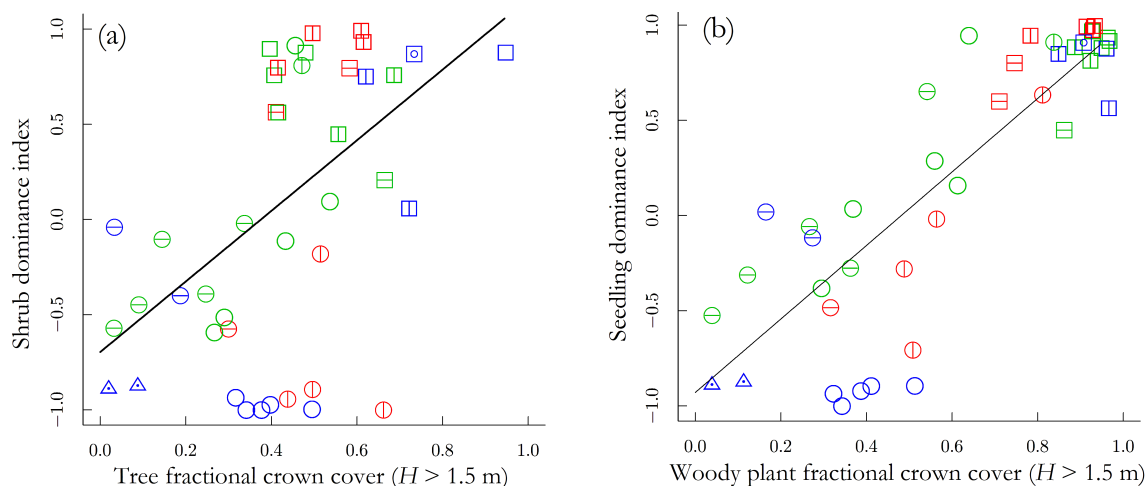 (a)
Shrub dominance index
1.0
0.5
0.0
−0.5
−1.0
0.0 0.2 0.4 0.6 0.8 1.0
Tree fractional crown cover (H > 1.5 m)
(b)
Seedling dominance index
1.0
0.5
0.0
−0.5
−1.0
0.0 0.2 0.4 0.6 0.8 1.0
Woody plant fractional crown cover (H > 1.5 m)